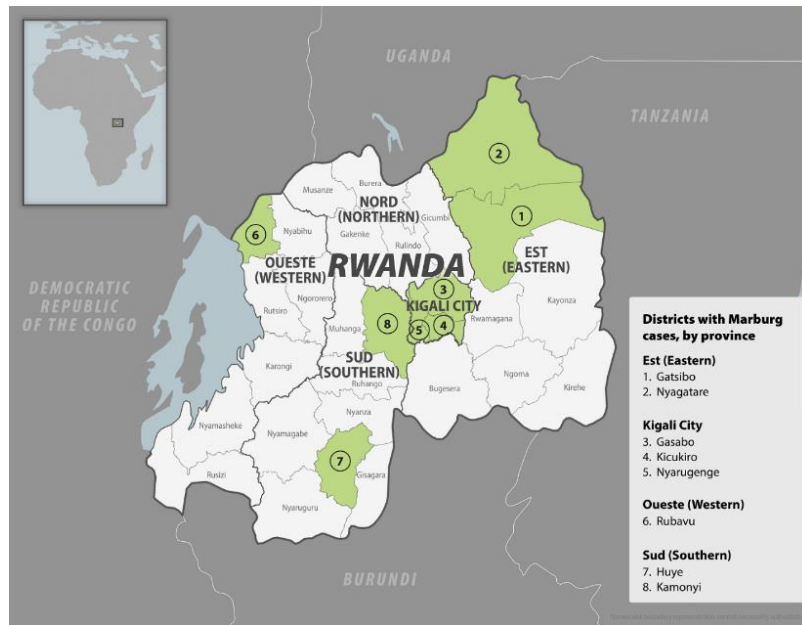 UGANDA
TANZANIA
DEMOCRATIC
REPUBLIC
OF THE CONGO
BURUNDI
RWANDA
NORD
(NORTHERN)
Musanze
Burera
Gicumbi
Gakenke
Rulindo
2
1
EST
(EASTERN)
Kayonza
Rwamagana
Ngoma
Kirehe
Bugesera
6
Nyabihu
OUESTE
(WESTERN)
Ngororero
Rutsiro
Karongi
Nyamasheke
Rusizi
3
KIGALI CITY
5
4
8
Muhanga
SUD
(SOUTHERN)
Ruhango
Nyanza
Nyamagabe
7
Gisagara
Nyaruguru
Districts with Marburg
cases, by province
Est (Eastern)
1. Gatsibo
2. Nyagatare
Kigali City
3. Gasabo
4. Kicukiro
5. Nyarugenge
Oueste (Western)
6. Rubavu
Sud (Southern)
7. Huye
8. Kamonyi